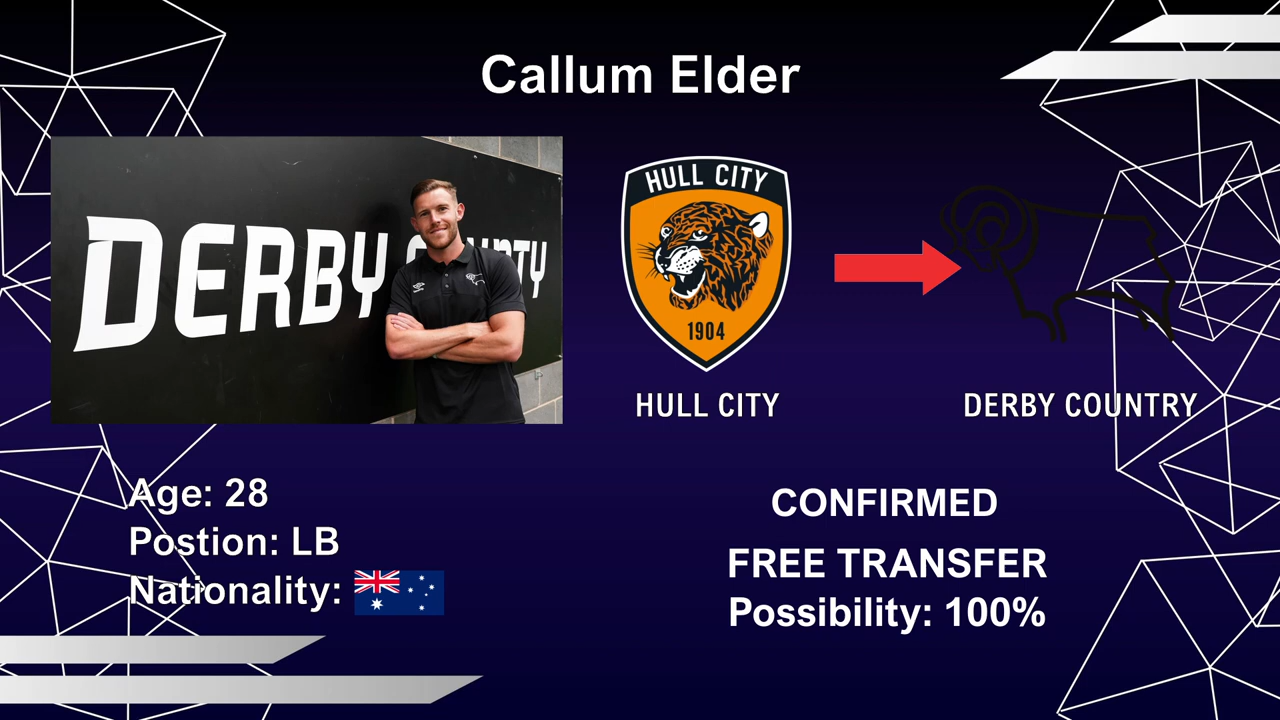 Callum Elder
DERBY COUNTY
HULL CITY
1904
HULL CITY
DERBY COUNTRY
Age: 28
Postion: LB
Nationality:
CONFIRMED
FREE TRANSFER
Possibility: 100%